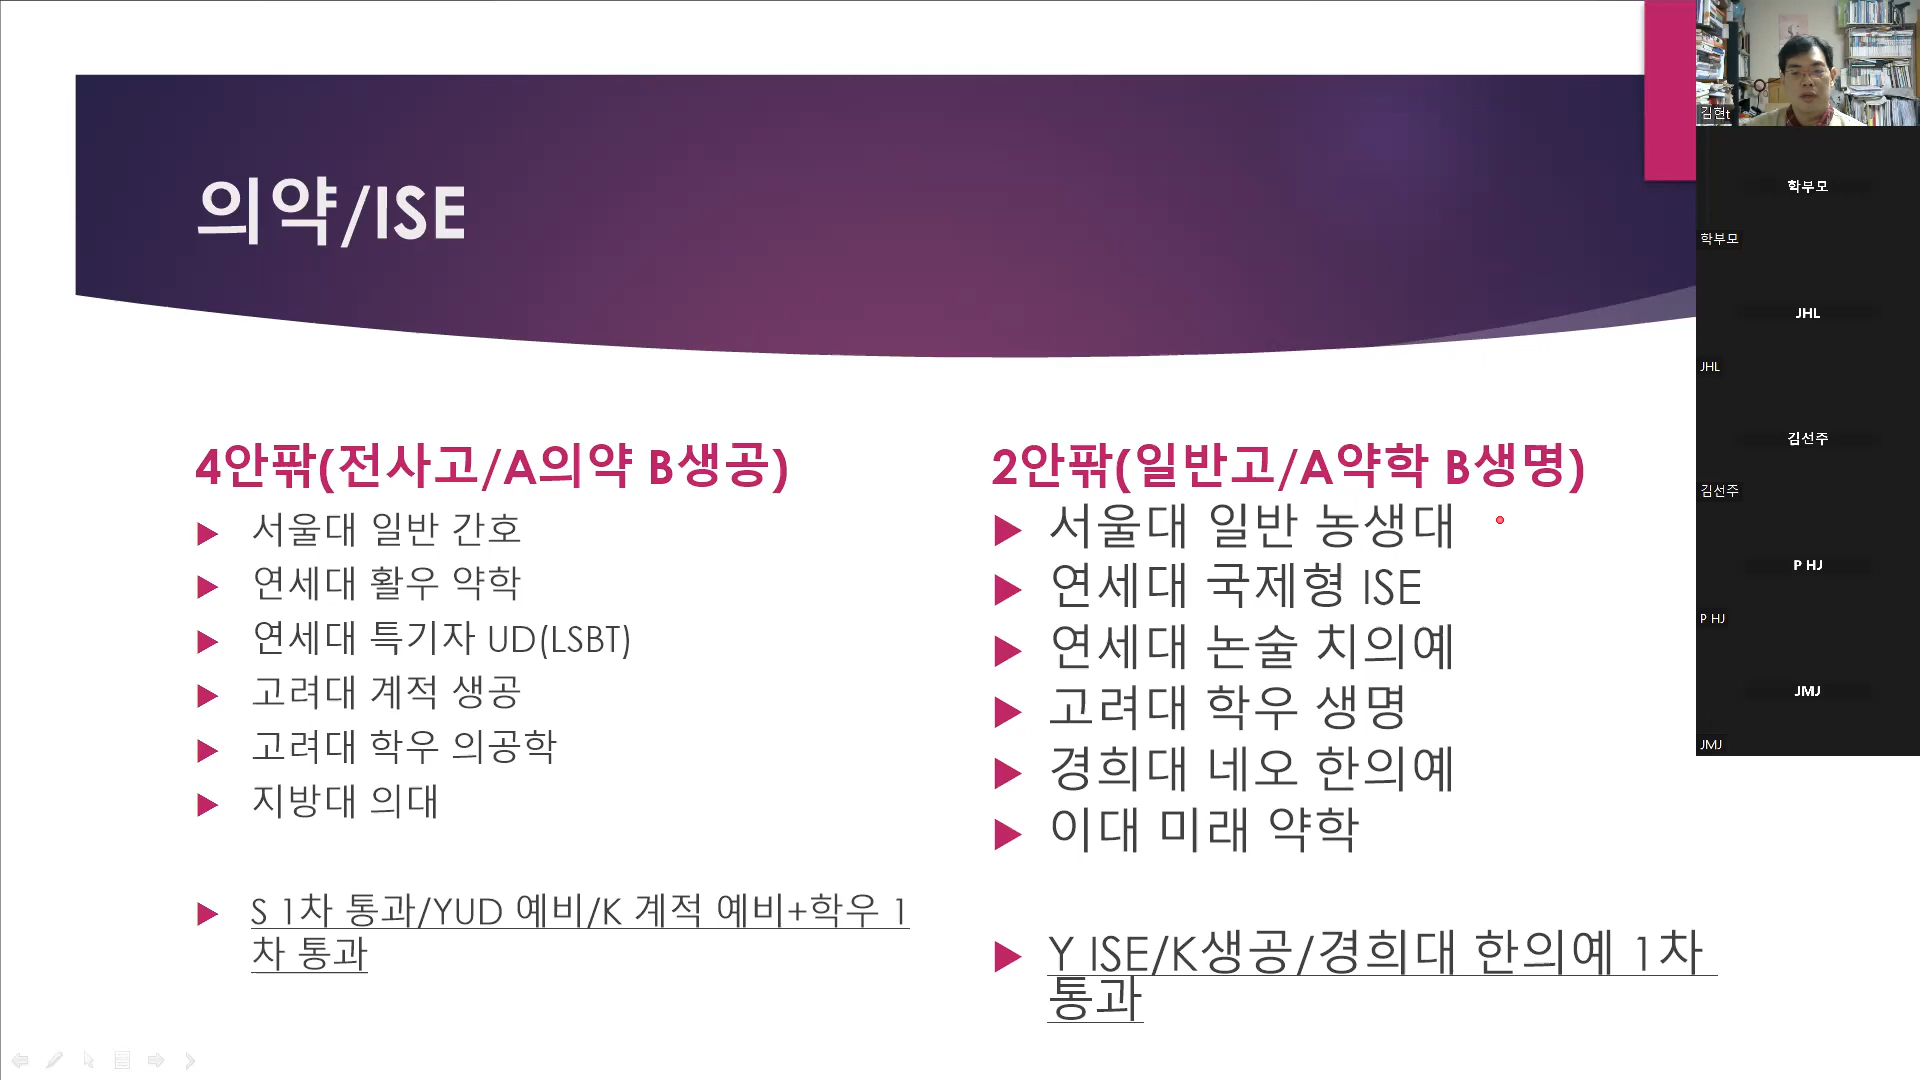 의약/ISE
4안팎(전사고/A의약 B생공)
서울대 일반 간호
연세대 활우 약학
연세대 특기자 UD(LSBT)
고려대 계적 생공
고려대 학우 의공학
지방대 의대
S 1차 통과/YUD 예비/K 계적 예비+학우 1
차 통과
2안팎(일반고/A약학 B생명)
서울대 일반 농생대
연세대 국제형 ISE
연세대 논술 치의예
고려대 학우 생명
경희대 네오 한의예
이대 미래 약학
Y ISE/K생공/경희대 한의예 1차
통과
김현t
학부모
학부모
JHL
JHL
김선주
김선주
P HJ
P HJ
JMJ
JMJ